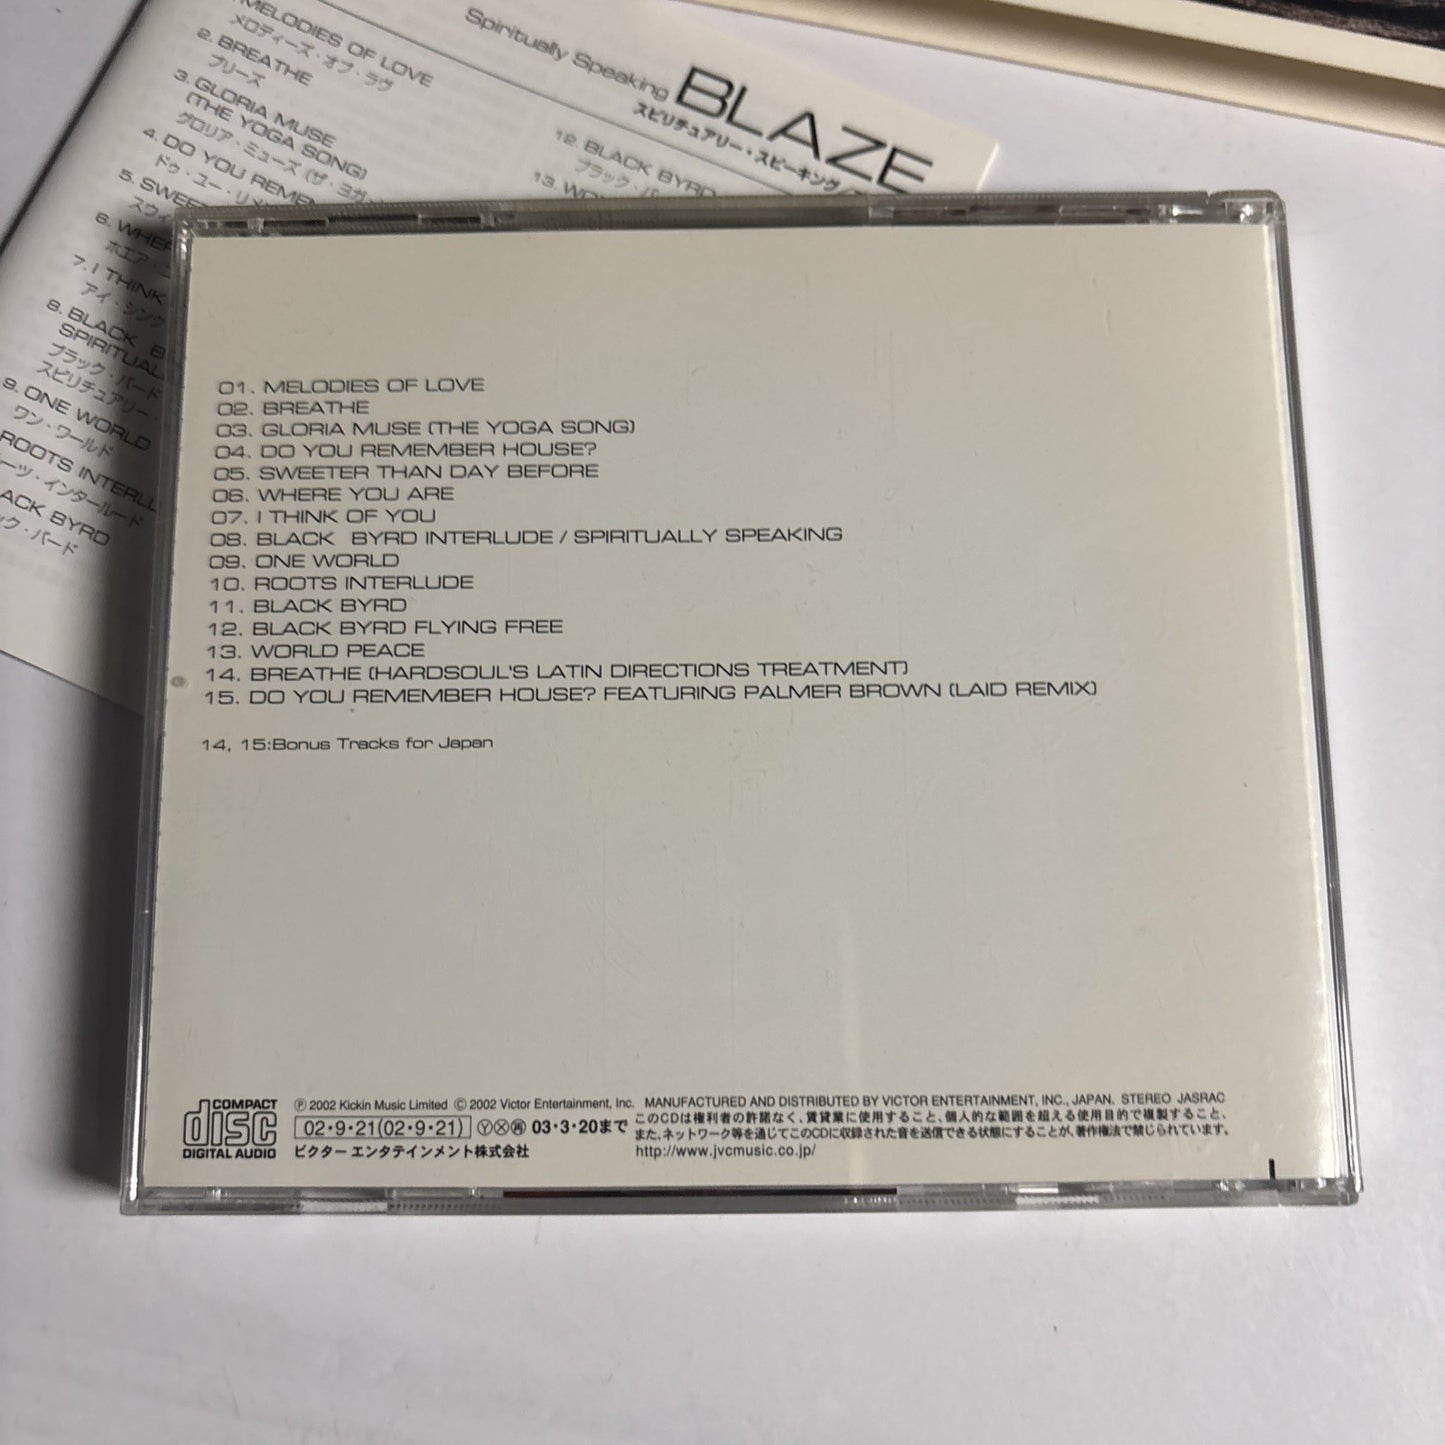 Spiritually Speaking BLAZE
スピリチュアリー・スピーキング
MELODIES OF LOVE
メロディーズ・オブ・ラヴ
2. BREATHE
ブリーズ
3. GLORIA MUSE
(THE YOGA SONG)
グロリア・ミューズ (ザ・ヨガ
4. DO YOU REMEM
ドゥ・ユー・リメ
5. SWEE
スウィ
6. WHER
ホエア・ユ
7. I THINK
アイ・シンク
8. BLACK B
SPIRITUAL
ブラック・バード
スピリチュアリー・
9. ONE WORLD
ワン・ワールド
ROOTS INTERLU
ーツ・インタールード
ACK BYRD
ック・バード
12. BLACK BYRD
ブラック・バ
13. WO
01. MELODIES OF LOVE
02. BREATHE
03. GLORIA MUSE (THE YOGA SONG)
04. DO YOU REMEMBER HOUSE?
05. SWEETER THAN DAY BEFORE
06. WHERE YOU ARE
07. I THINK OF YOU
08. BLACK BYRD INTERLUDE / SPIRITUALLY SPEAKING
09. ONE WORLD
10. ROOTS INTERLUDE
11. BLACK BYRD
12. BLACK BYRD FLYING FREE
13. WORLD PEACE
14. BREATHE (HARDSOUL'S LATIN DIRECTIONS TREATMENT)
15. DO YOU REMEMBER HOUSE? FEATURING PALMER BROWN (LAID REMIX)
14, 15:Bonus Tracks for Japan
COMPACT disc DIGITAL AUDIO
Ⓟ 2002 Kickin Music Limited Ⓒ 2002 Victor Entertainment, Inc. MANUFACTURED AND DISTRIBUTED BY VICTOR ENTERTAINMENT, INC., JAPAN. STEREO JASRAC
02・9・21(02・9・21) Ⓨ Ⓧ ㊙ 03・3・20まで
ビクター エンタテインメント株式会社
このCDは権利者の許諾なく、賃貸業に使用すること、個人的な範囲を超える使用目的で複製すること、
また、ネットワーク等を通じてこのCDに収録された音を送信できる状態にすることが、著作権法で禁じられています。
http://www.jvcmusic.co.jp/